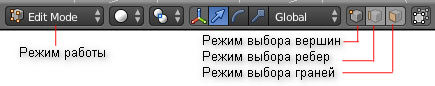 Edit Mode
Global
Режим работы
Режим выбора вершин
Режим выбора ребер
Режим выбора граней